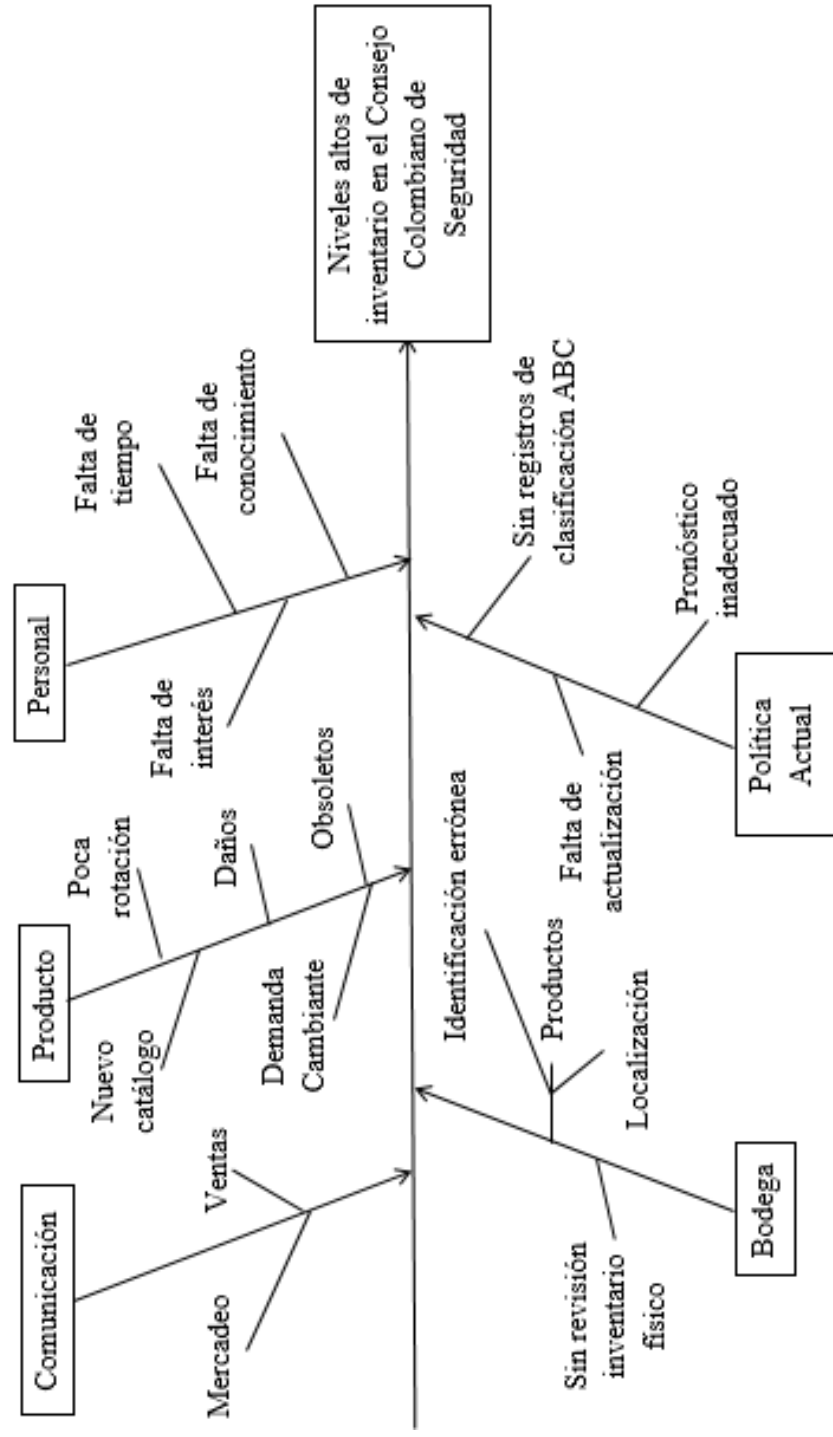 Comunicación
Mercadeo
Ventas
Producto
Nuevo
catálogo
Poca
rotación
Daños
Demanda
Cambiante
Obsoletos
Personal
Falta de
tiempo
Falta de
interés
Falta de
conocimiento
Niveles altos de
inventario en el Consejo
Colombiano de
Seguridad
Sin revisión
inventario
físico
Identificación errónea
Productos
Localización
Bodega
Falta de
actualización
Sin registros de
clasificación ABC
Pronóstico
inadecuado
Política
Actual